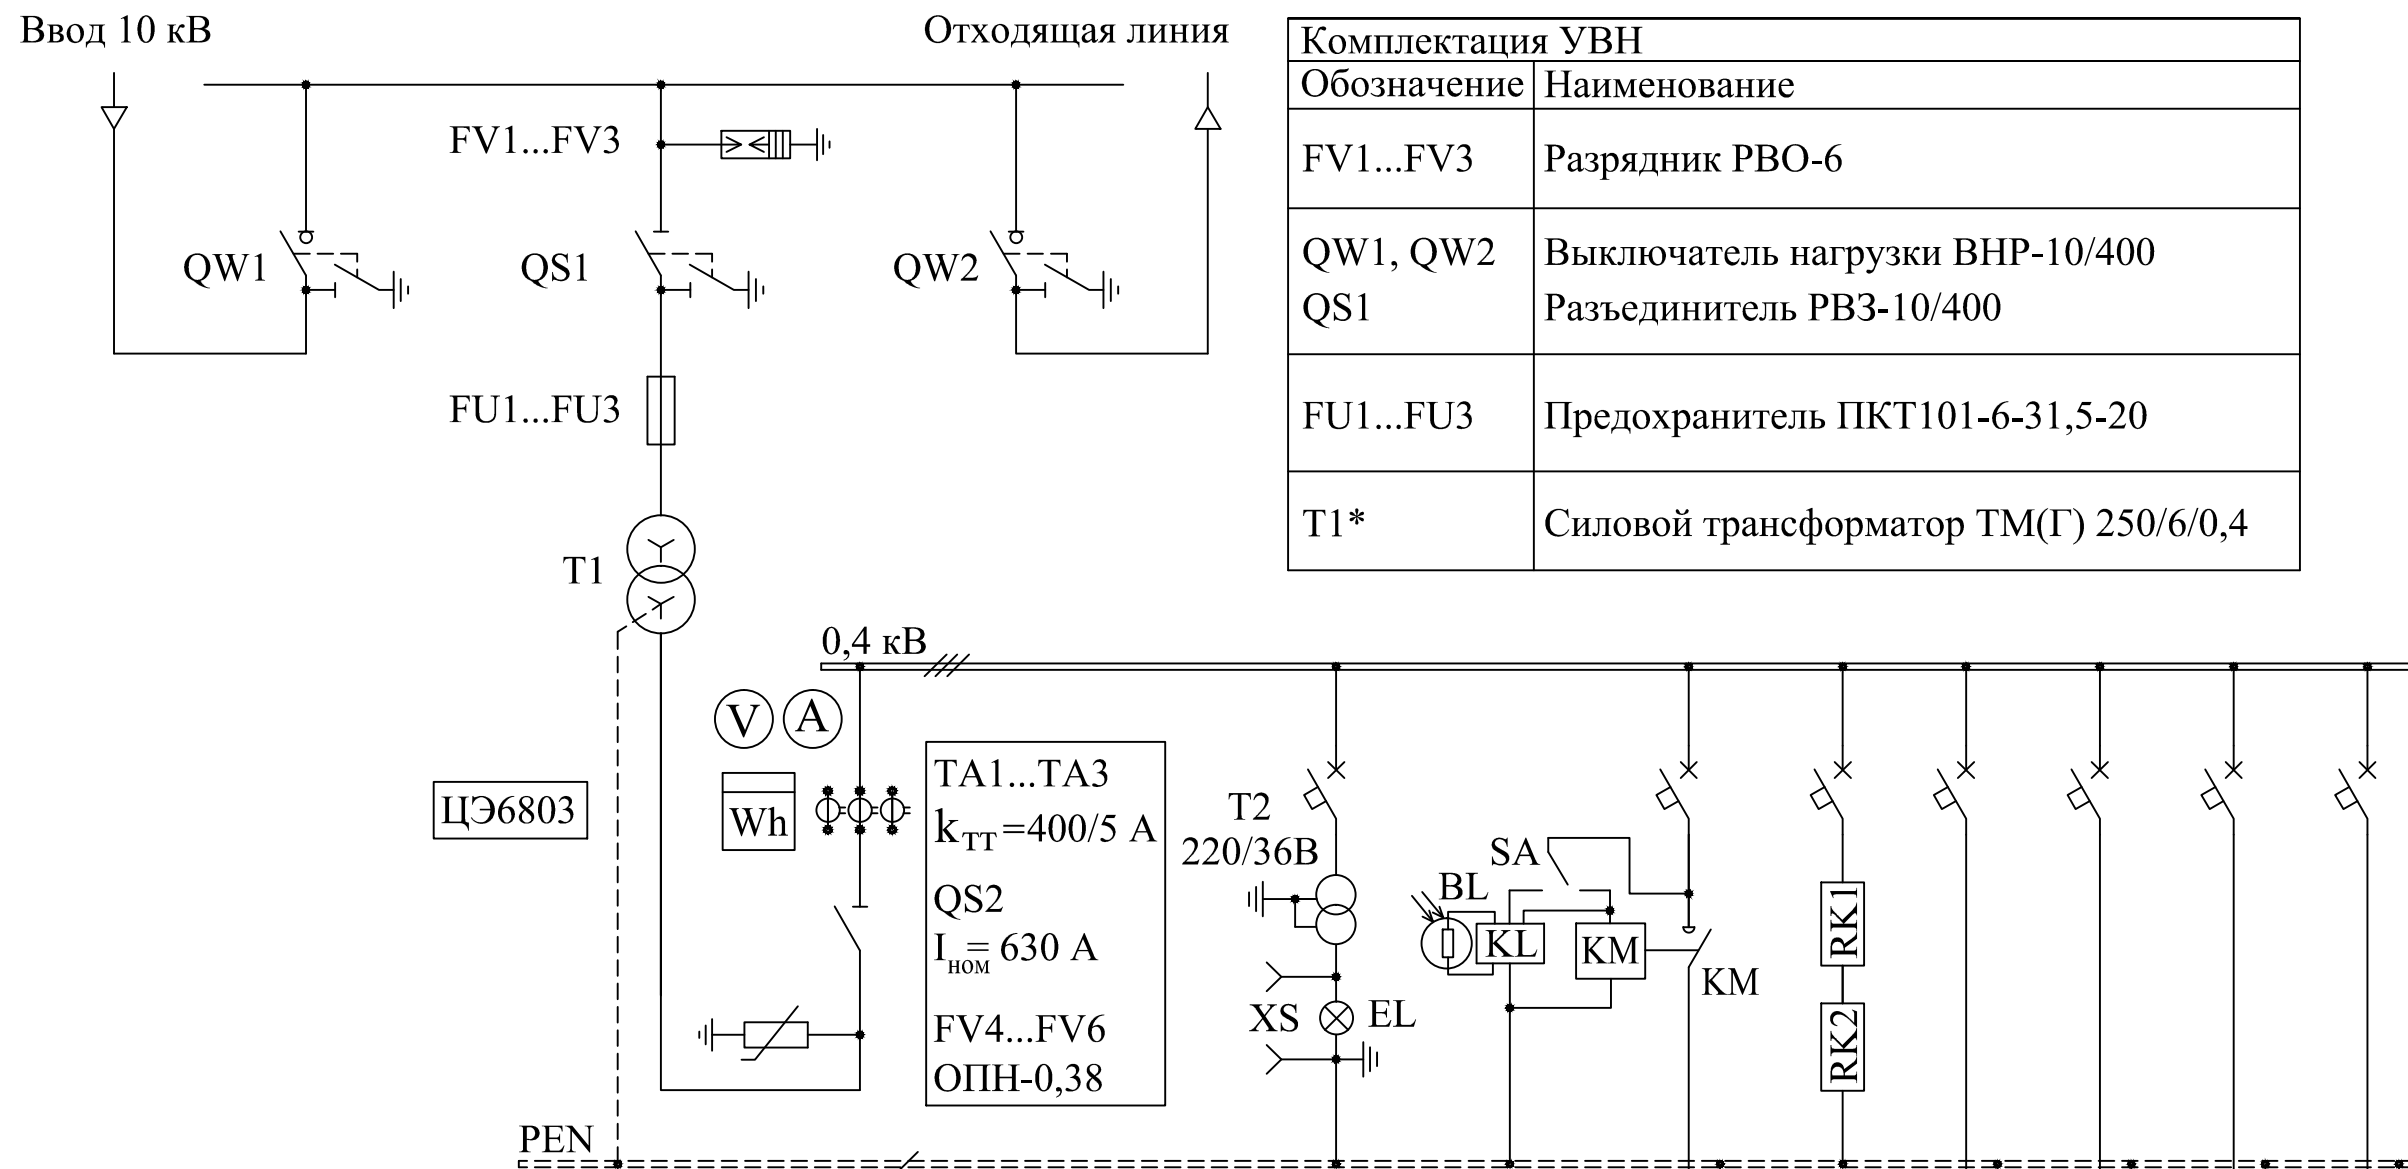 Ввод 10 кВ
Отходящая линия
Комплектация УВН
Обозначение Наименование
FV1...FV3 Разрядник РВО-6
QW1, QW2 Выключатель нагрузки ВНР-10/400
QS1 Разъединитель РВЗ-10/400
FU1...FU3 Предохранитель ПКТ101-6-31,5-20
T1* Силовой трансформатор ТМ(Г) 250/6/0,4
FV1...FV3
QW1
QS1
QW2
FU1...FU3
T1
0,4 кВ
V
A
ЦЭ6803
Wh
TA1...TA3
kТТ=400/5 А
QS2
Iном= 630 А
FV4...FV6
ОПН-0,38
T2
220/36В
XS
EL
SA
BL
KL
KM
KM
RK1
RK2
PEN